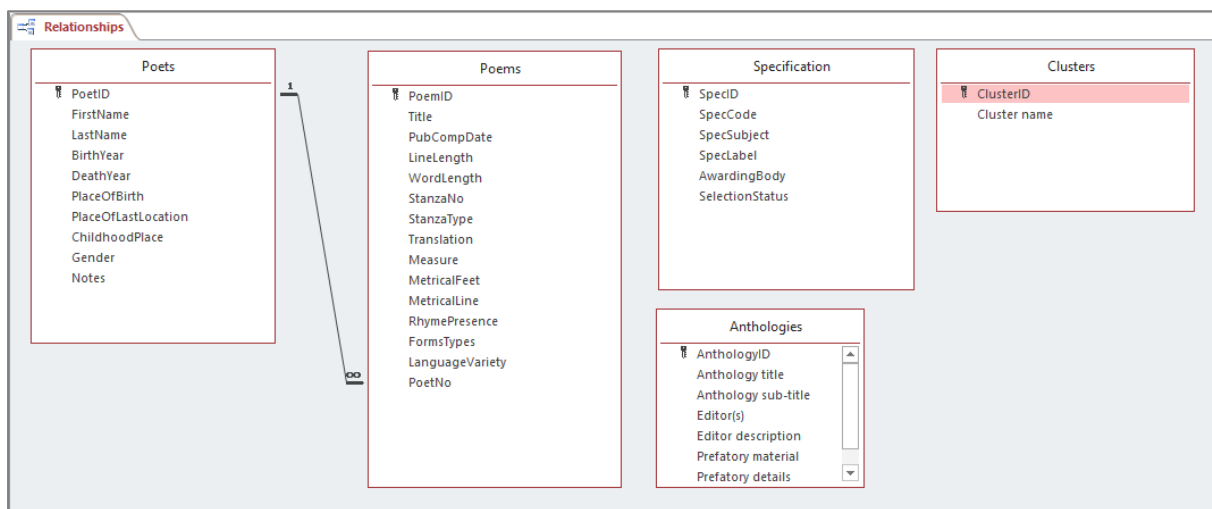 Relationships
Poets
PoetID
FirstName
LastName
BirthYear
DeathYear
PlaceOfBirth
PlaceOfLastLocation
ChildhoodPlace
Gender
Notes
1
∞
Poems
PoemID
Title
PubCompDate
LineLength
WordLength
StanzaNo
StanzaType
Translation
Measure
MetricalFeet
MetricalLine
RhymePresence
FormsTypes
LanguageVariety
PoetNo
Specification
SpecID
SpecCode
SpecSubject
SpecLabel
AwardingBody
SelectionStatus
Anthologies
AnthologyID
Anthology title
Anthology sub-title
Editor(s)
Editor description
Prefatory material
Prefatory details
Clusters
ClusterID
Cluster name